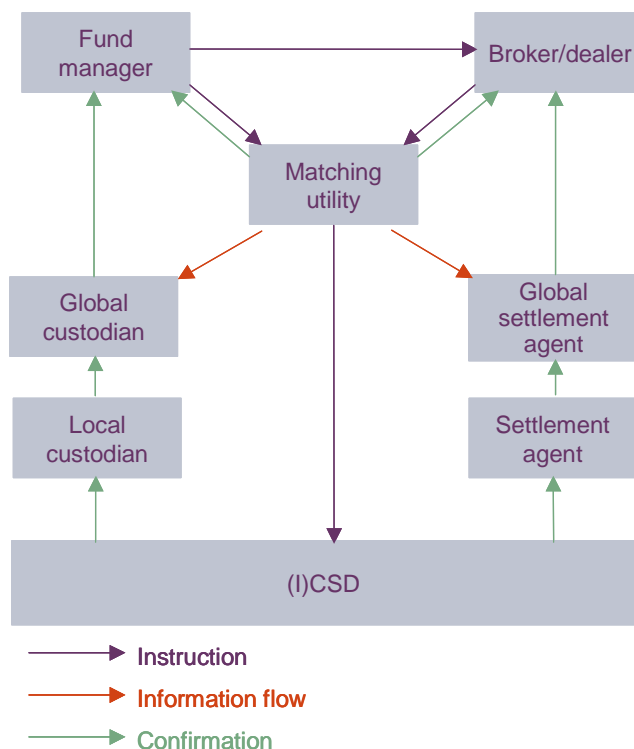 Fund
manager
Broker/dealer
Matching
utility
Global
custodian
Global
settlement
agent
Local
custodian
Settlement
agent
(I)CSD
Instruction
Information flow
Confirmation